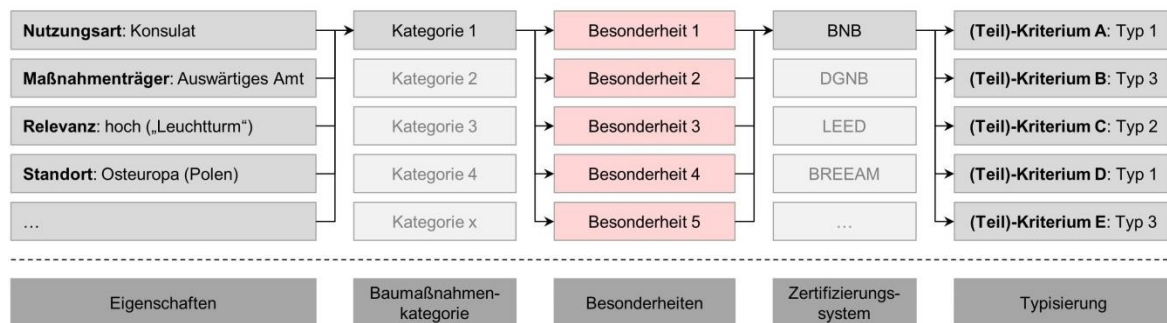 Nutzungsart: Konsulat
Kategorie 1
Besonderheit 1
BNB
(Teil)-Kriterium A: Typ 1
Maßnahmenträger: Auswärtiges Amt
Kategorie 2
Besonderheit 2
DGNB
(Teil)-Kriterium B: Typ 3
Relevanz: hoch („Leuchtturm“)
Kategorie 3
Besonderheit 3
LEED
(Teil)-Kriterium C: Typ 2
Standort: Osteuropa (Polen)
Kategorie 4
Besonderheit 4
BREEAM
(Teil)-Kriterium D: Typ 1
…
Kategorie x
Besonderheit 5
…
(Teil)-Kriterium E: Typ 3
Eigenschaften
Baumaßnahmen-
kategorie
Besonderheiten
Zertifizierungs-
system
Typisierung